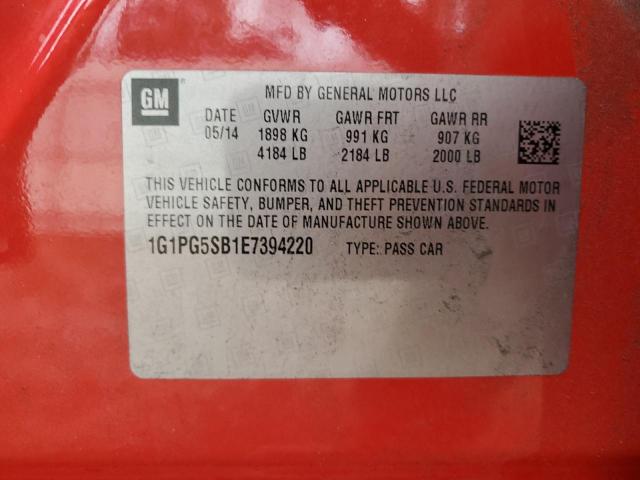 GM
MFD BY GENERAL MOTORS LLC
DATE GVWR GAWR FRT GAWR RR
05/14 1898 KG 991 KG 907 KG
4184 LB 2184 LB 2000 LB
THIS VEHICLE CONFORMS TO ALL APPLICABLE U.S. FEDERAL MOTOR
VEHICLE SAFETY, BUMPER, AND THEFT PREVENTION STANDARDS IN
EFFECT ON THE DATE OF MANUFACTURE SHOWN ABOVE.
1G1PG5SB1E7394220 TYPE: PASS CAR